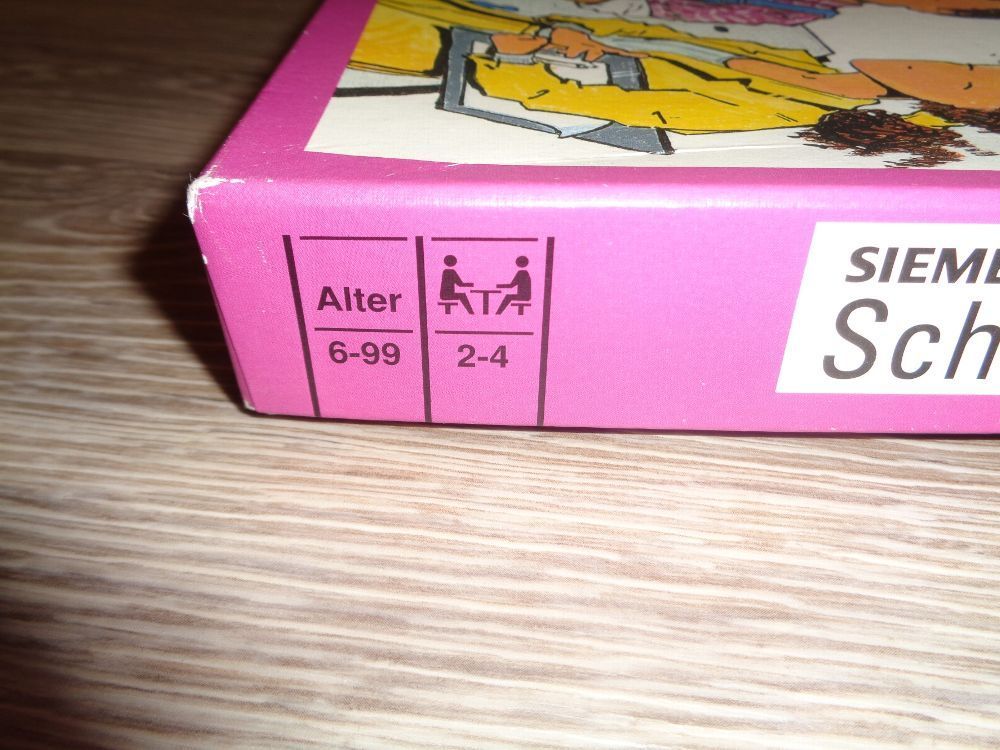 Alter
6-99
2-4
SIEME
Sch